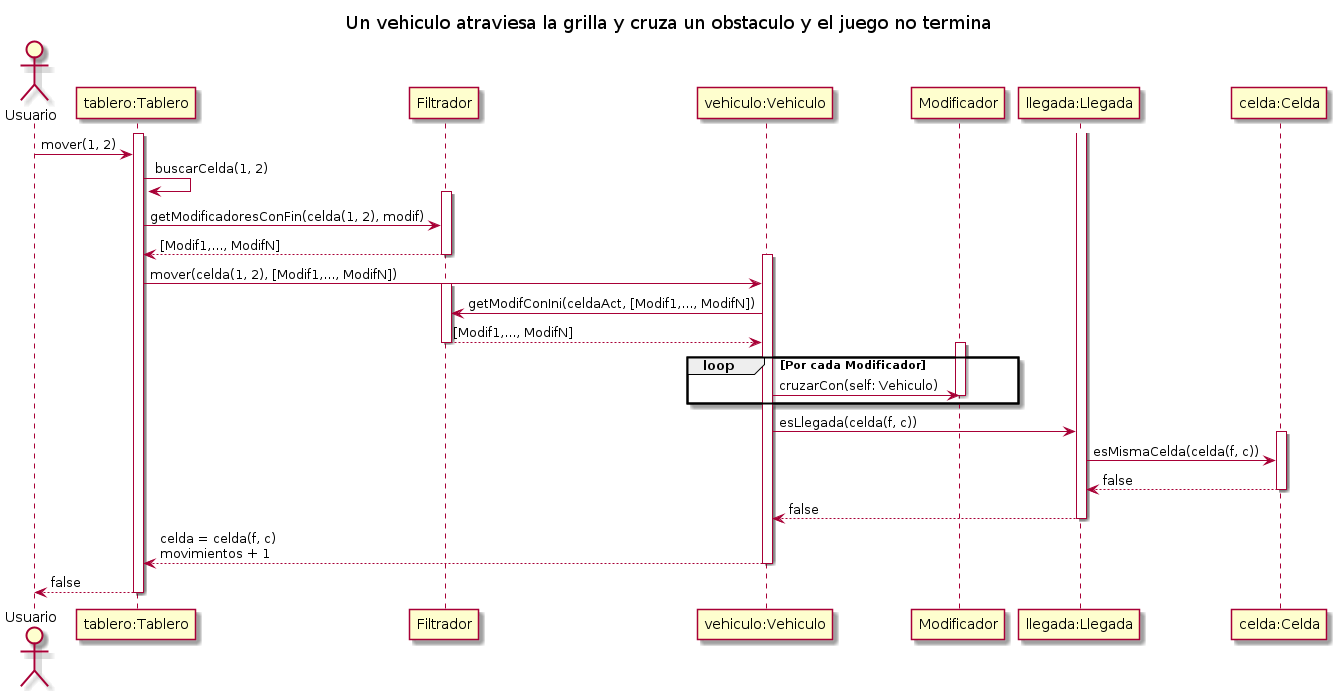 Un vehiculo atraviesa la grilla y cruza un obstaculo y el juego no termina
Usuario
tablero:Tablero
Filtrador
vehiculo:Vehiculo
Modificador
llegada:Llegada
celda:Celda
mover(1, 2)
buscarCelda(1, 2)
getModificadoresConFin(celda(1, 2), modif)
[Modif1,..., ModifN]
mover(celda(1, 2), [Modif1,..., ModifN])
getModifConIni(celdaAct, [Modif1,..., ModifN])
[Modif1,..., ModifN]
loop
[Por cada Modificador]
cruzarCon(self: Vehiculo)
esLlegada(celda(f, c))
esMismaCelda(celda(f, c))
false
false
celda = celda(f, c)
movimientos + 1
false
Usuario
tablero:Tablero
Filtrador
vehiculo:Vehiculo
Modificador
llegada:Llegada
celda:Celda